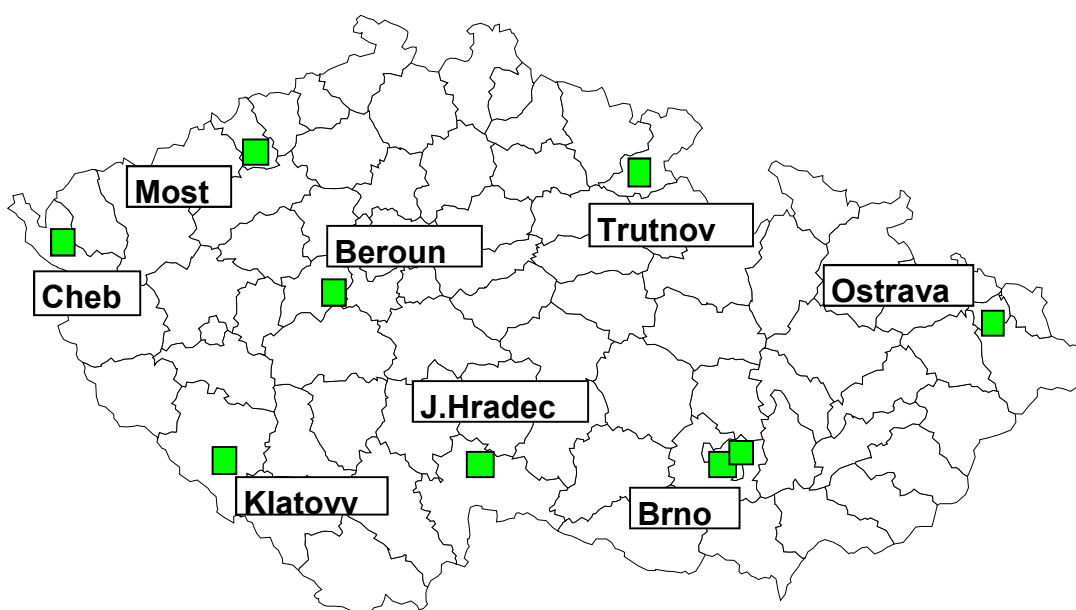 Most
Trutnov
Beroun
Ostrava
Cheb
J.Hradec
Klatovy
Brno